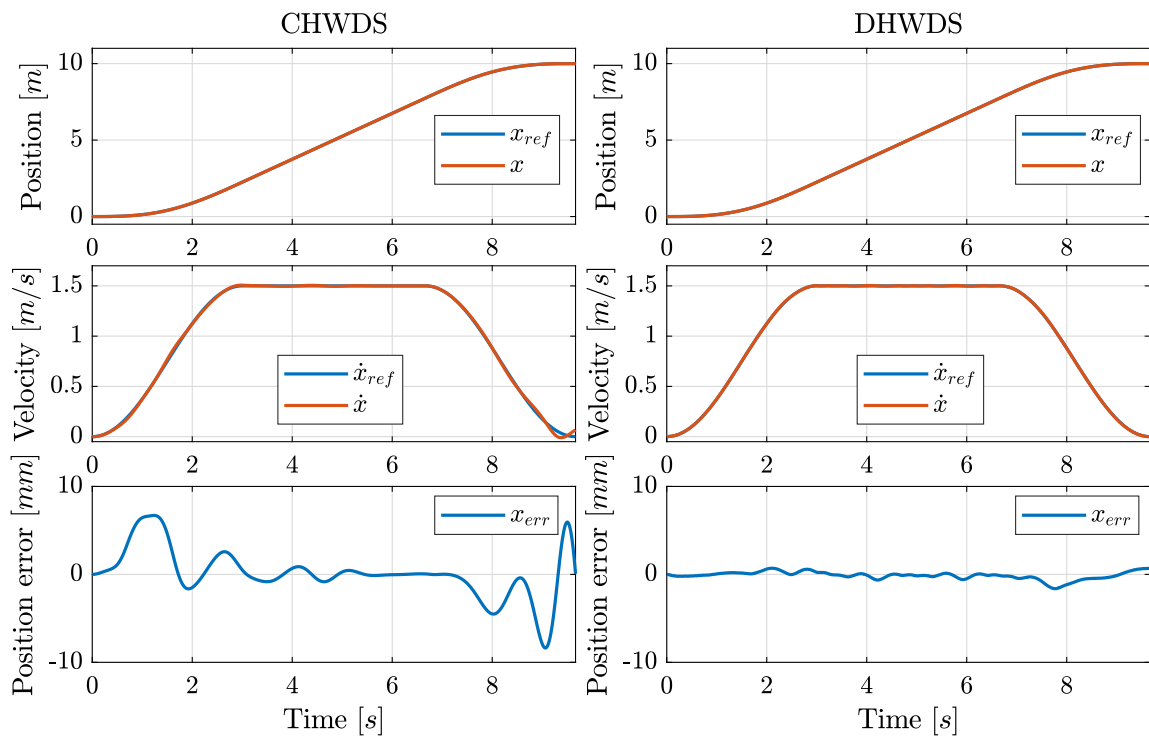 CHWDS
Position [m]
10
5
0
x_ref
x
0 2 4 6 8
Velocity [m/s]
1.5
1
0.5
0
ẋ_ref
ẋ
0 2 4 6 8
Position error [mm]
10
0
-10
x_err
0 2 4 6 8
Time [s]
DHWDS
Position [m]
10
5
0
x_ref
x
0 2 4 6 8
Velocity [m/s]
1.5
1
0.5
0
ẋ_ref
ẋ
0 2 4 6 8
Position error [mm]
10
0
-10
x_err
0 2 4 6 8
Time [s]